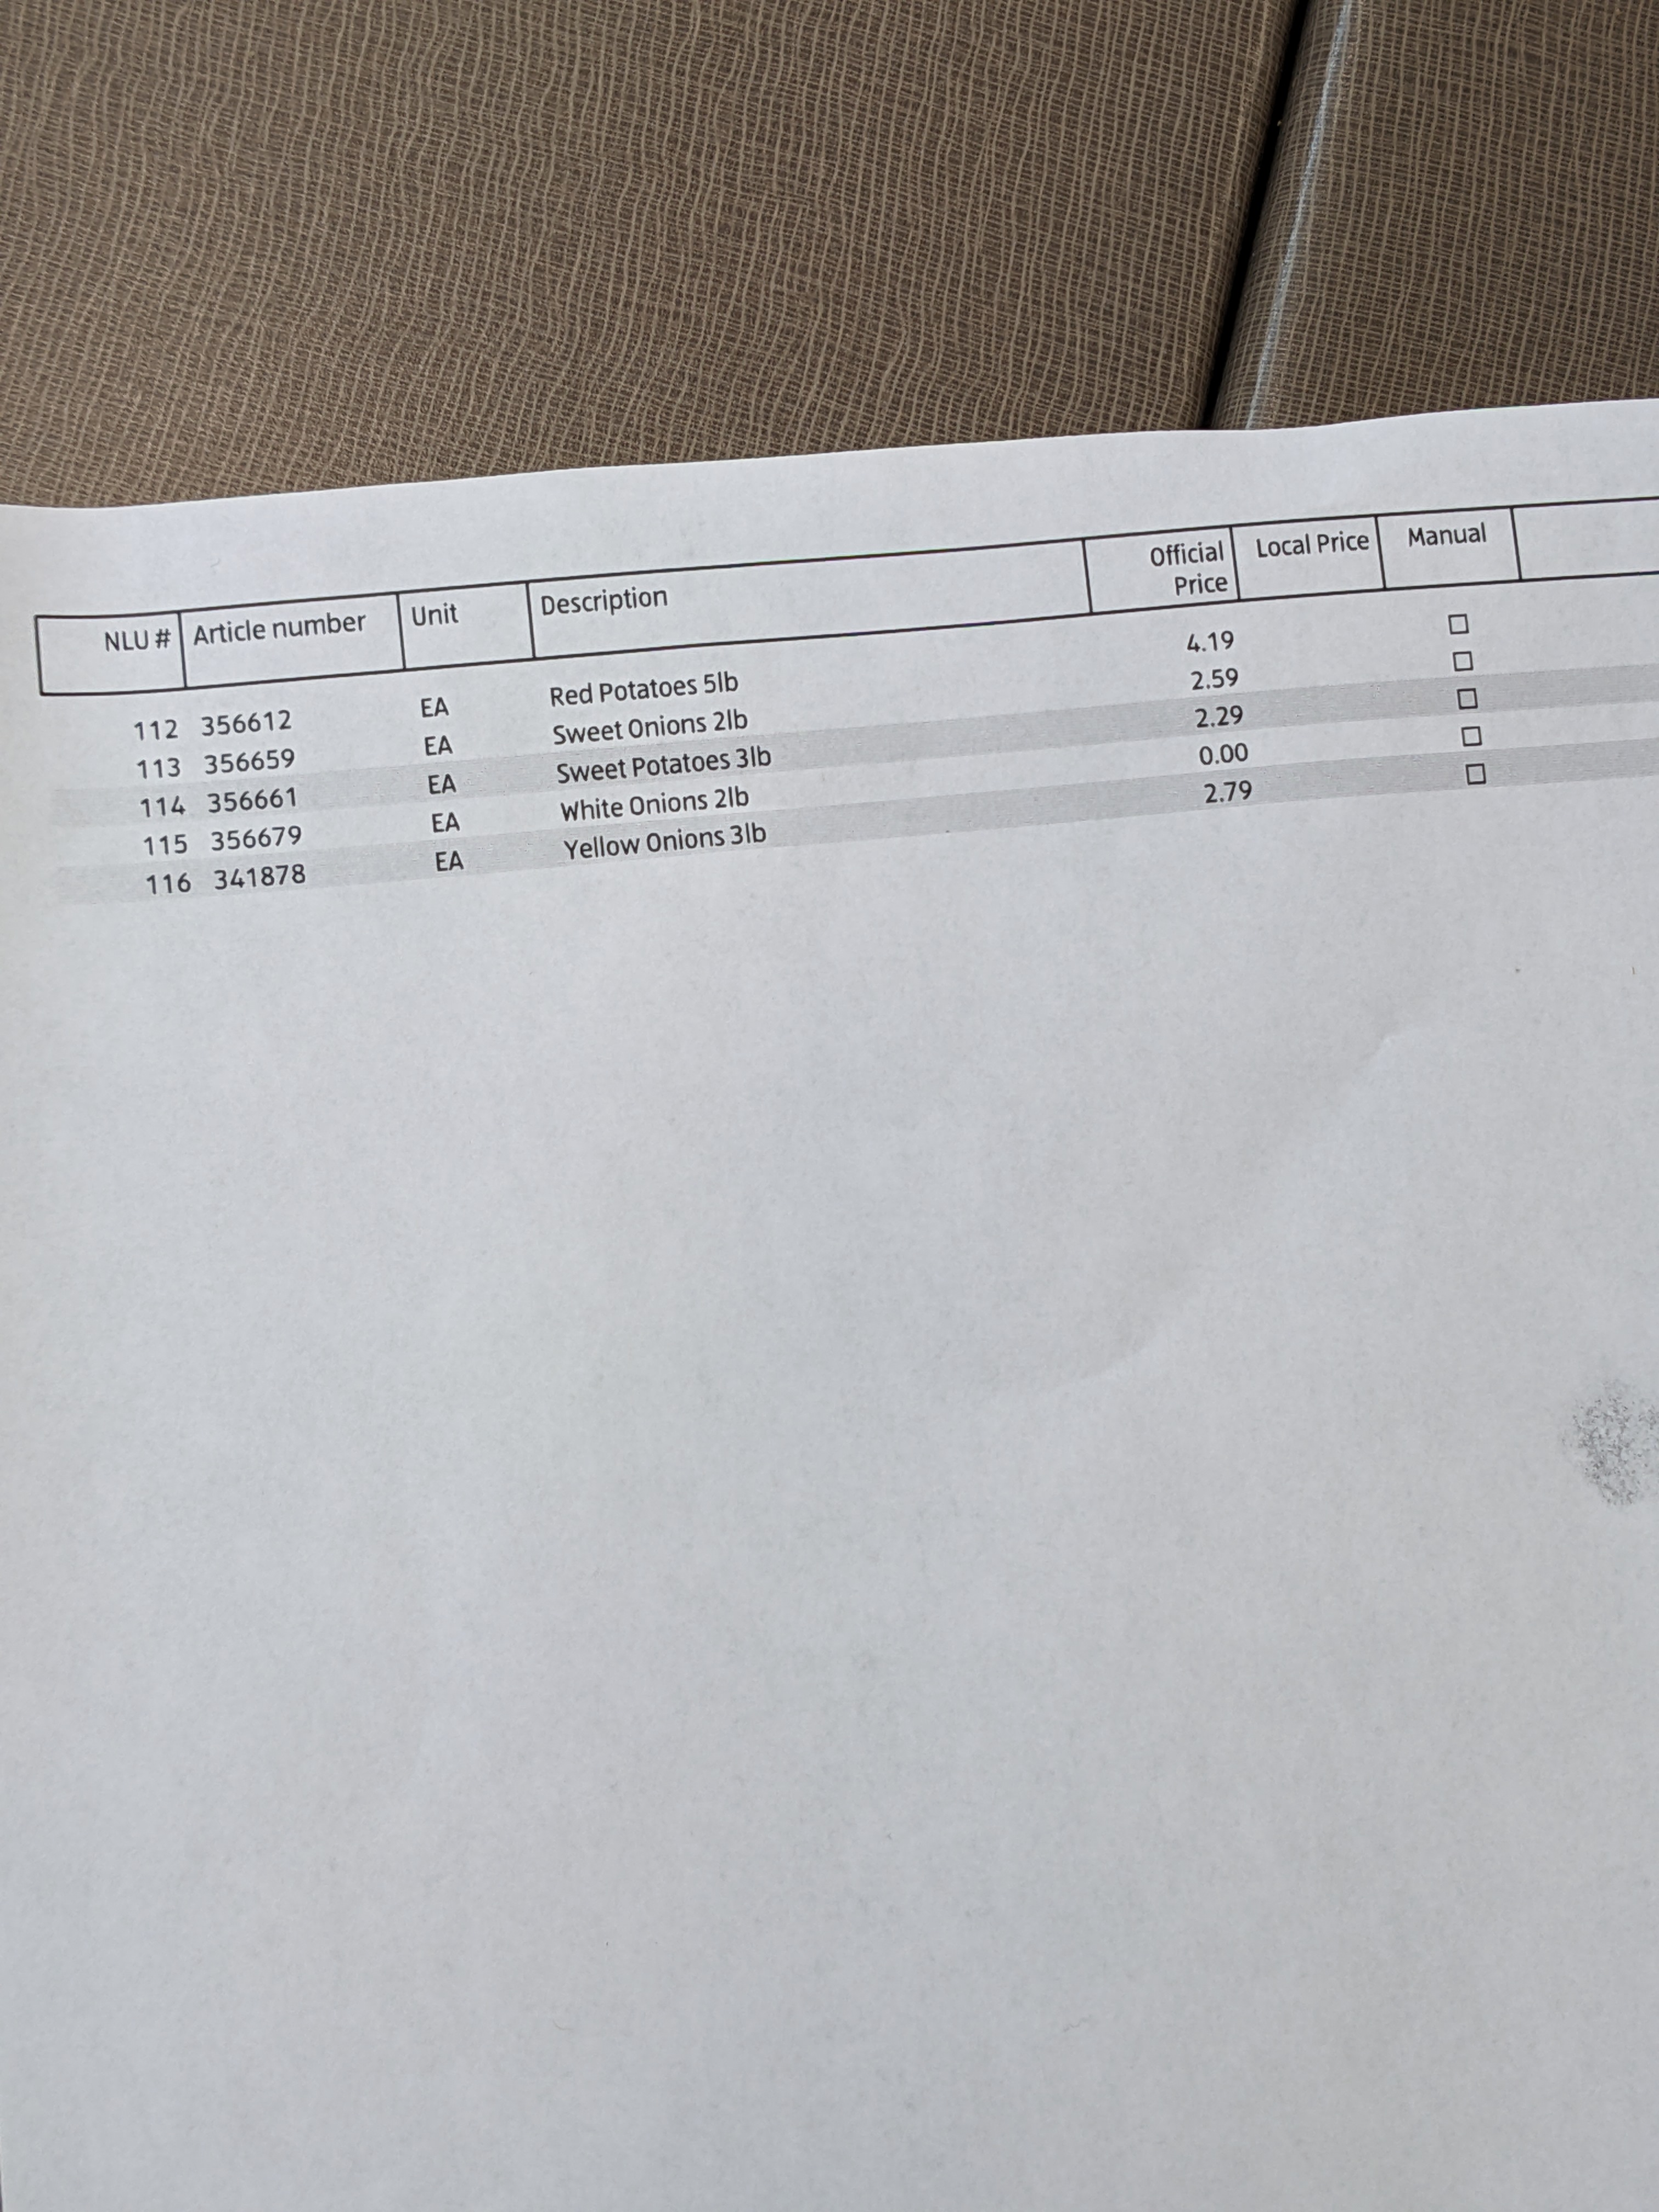 NLU # Article number Unit Description Official Price Local Price Manual
112 356612 EA Red Potatoes 5lb 4.19 ☐
113 356659 EA Sweet Onions 2lb 2.59 ☐
114 356661 EA Sweet Potatoes 3lb 2.29 ☐
115 356679 EA White Onions 2lb 0.00 ☐
116 341878 EA Yellow Onions 3lb 2.79 ☐